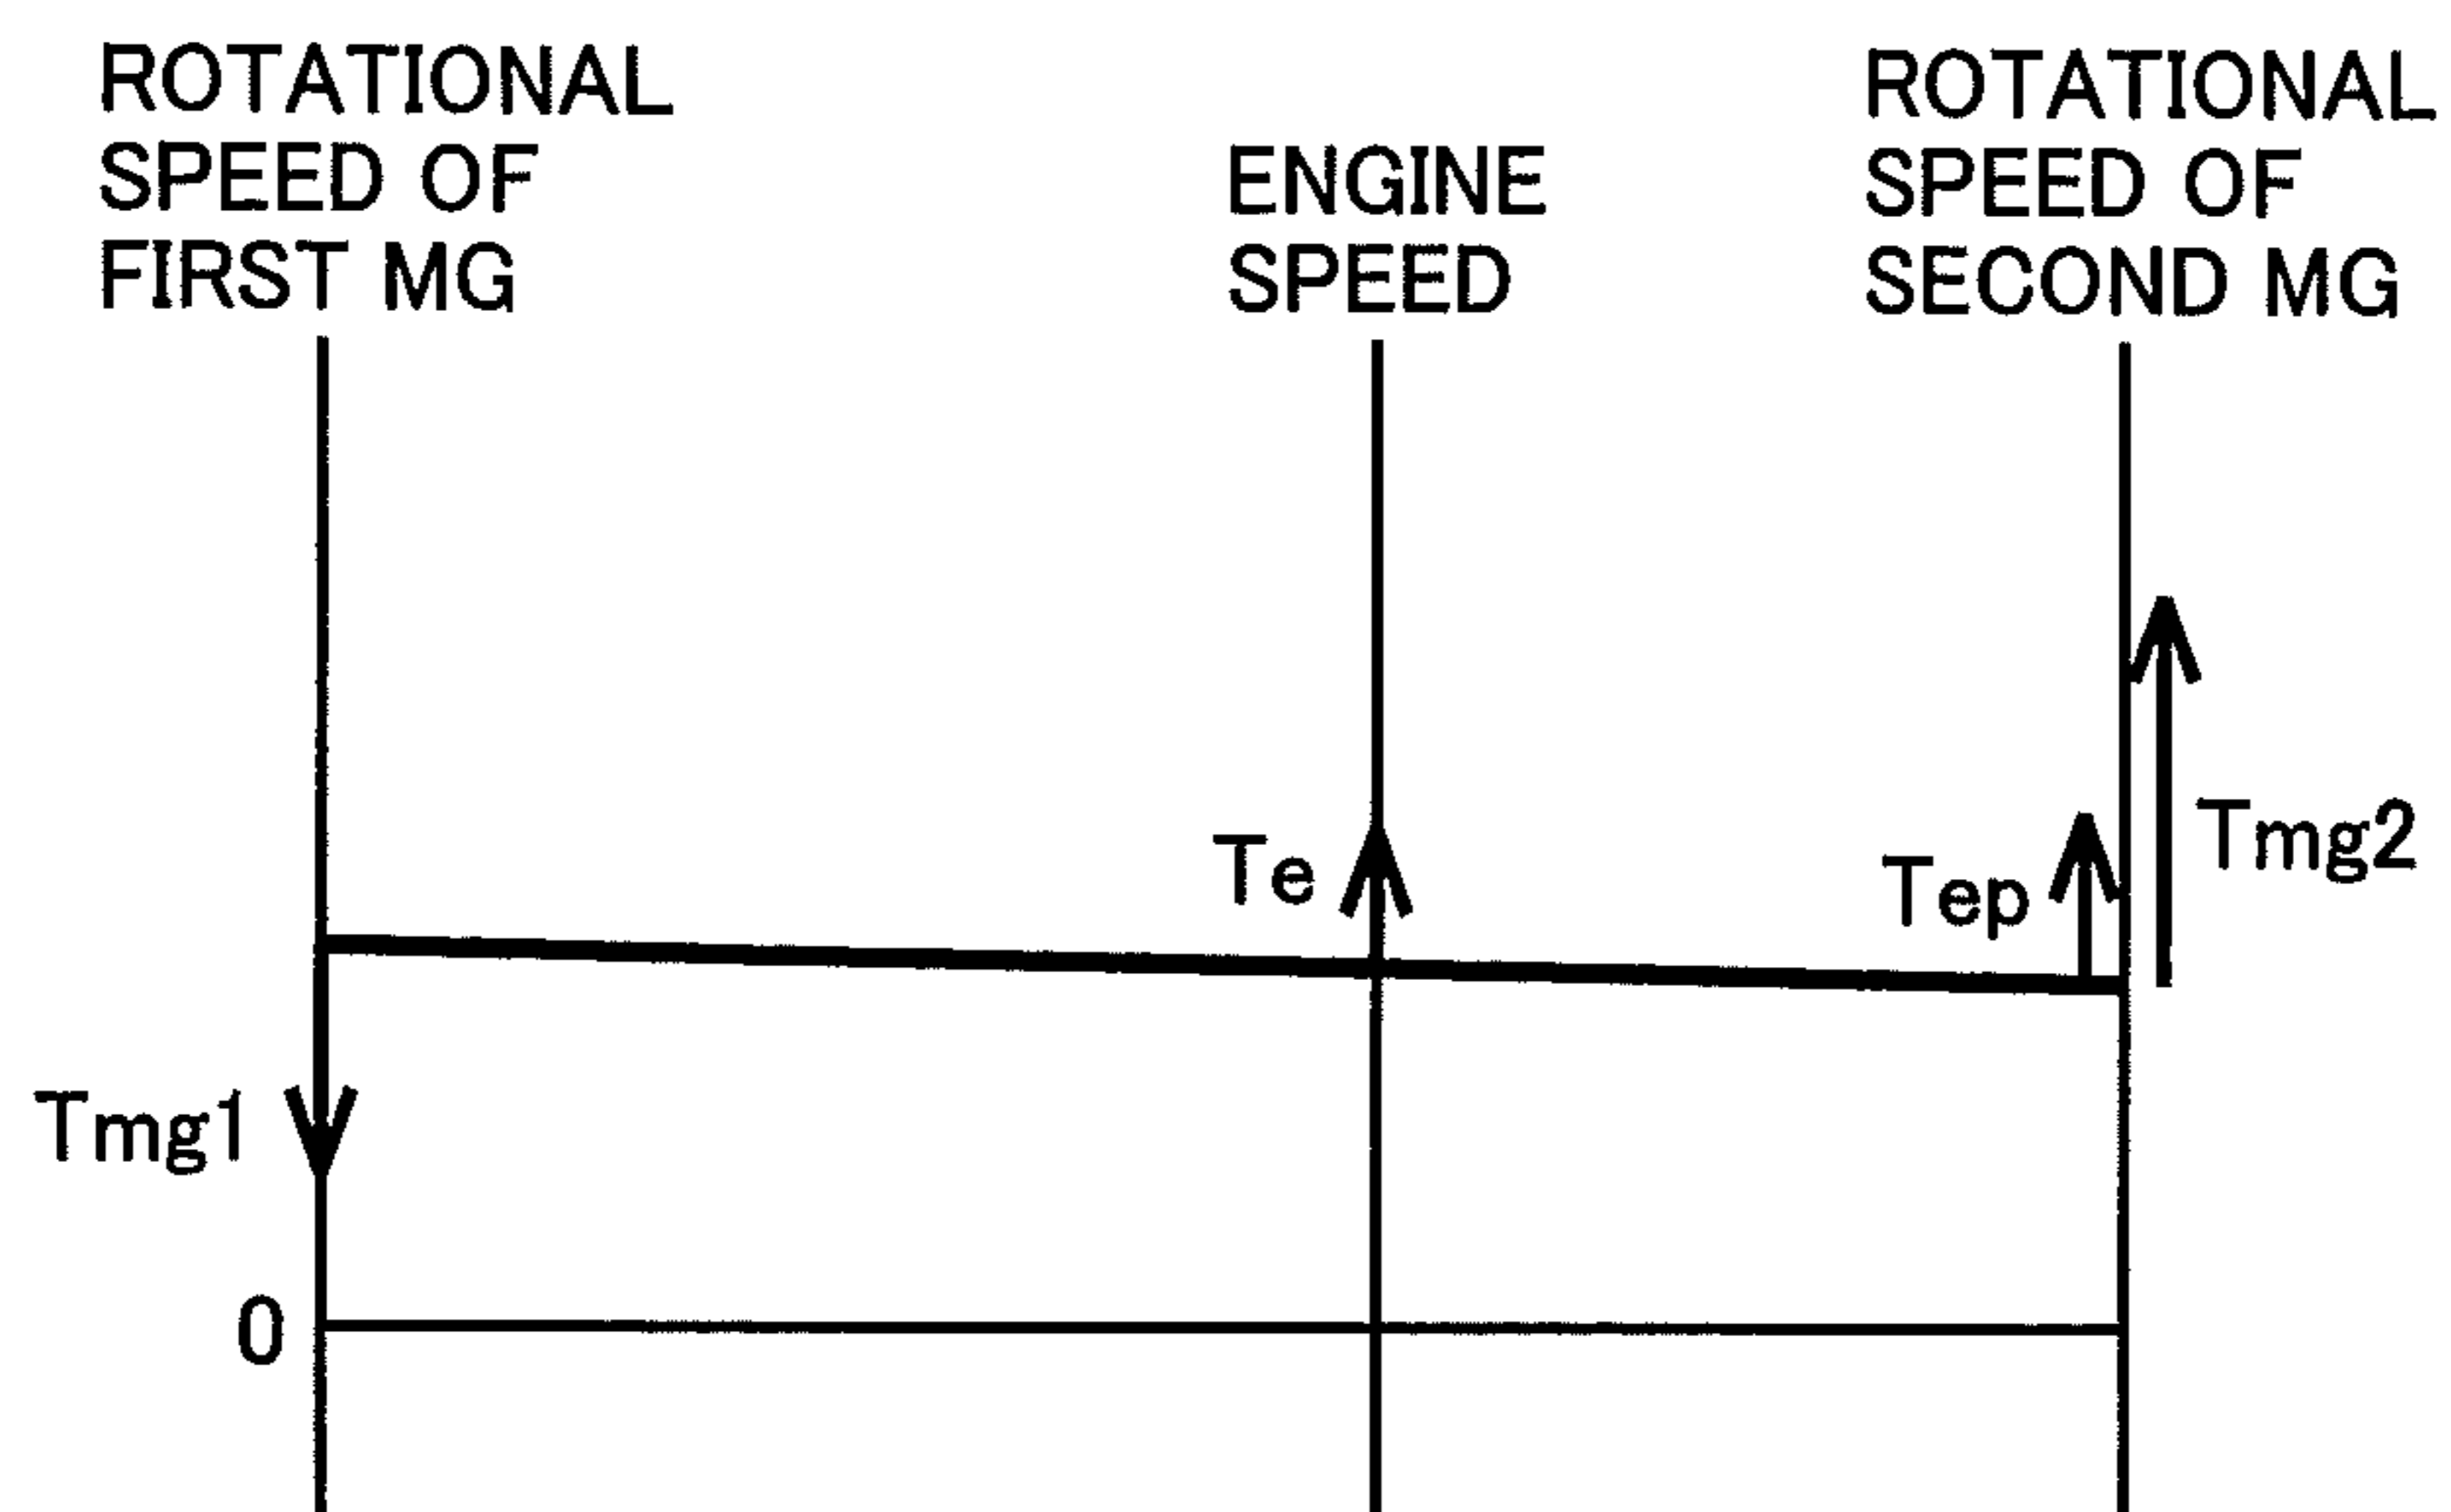 ROTATIONAL
SPEED OF
FIRST MG
ENGINE
SPEED
ROTATIONAL
SPEED OF
SECOND MG
Te
Tep
Tmg2
Tmg1
0